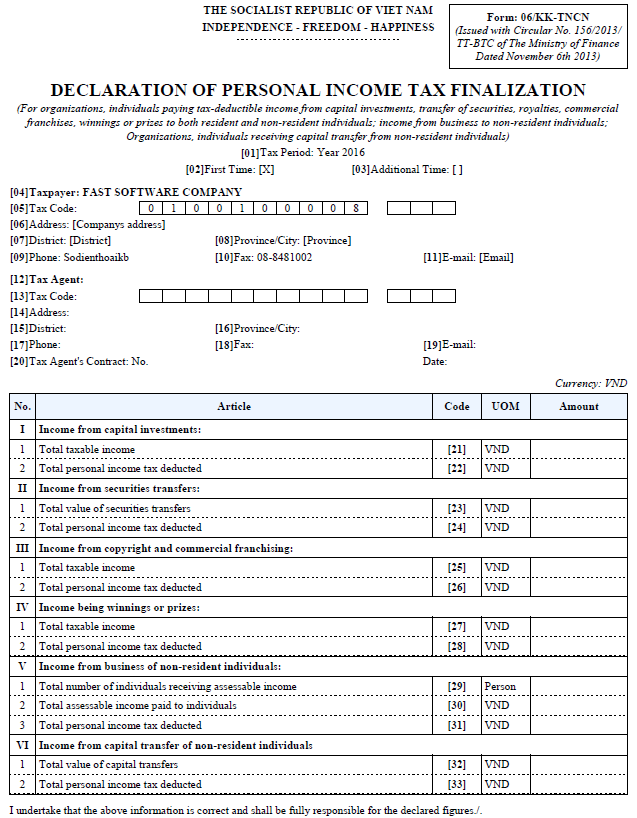 THE SOCIALIST REPUBLIC OF VIET NAM
INDEPENDENCE - FREEDOM - HAPPINESS
Form: 06/KK-TNCN
(Issued with Circular No. 156/2013/
TT-BTC of The Ministry of Finance
Dated November 6th 2013)
DECLARATION OF PERSONAL INCOME TAX FINALIZATION
(For organizations, individuals paying tax-deductible income from capital investments, transfer of securities, royalties, commercial
franchises, winnings or prizes to both resident and non-resident individuals; income from business to non-resident individuals;
Organizations, individuals receiving capital transfer from non-resident individuals)
[01]Tax Period: Year 2016
[02]First Time: [X] [03]Additional Time: [ ]
[04]Taxpayer: FAST SOFTWARE COMPANY
[05]Tax Code: 0 1 0 0 1 0 0 0 0 8
[06]Address: [Companys address]
[07]District: [District] [08]Province/City: [Province]
[09]Phone: Sodienthoaikb [10]Fax: 08-8481002 [11]E-mail: [Email]
[12]Tax Agent:
[13]Tax Code:
[14]Address:
[15]District: [16]Province/City:
[17]Phone: [18]Fax: [19]E-mail:
[20]Tax Agent's Contract: No. Date:
Currency: VND
No. Article Code UOM Amount
I Income from capital investments:
1 Total taxable income [21] VND
2 Total personal income tax deducted [22] VND
II Income from securities transfers:
1 Total value of securities transfers [23] VND
2 Total personal income tax deducted [24] VND
III Income from copyright and commercial franchising:
1 Total taxable income [25] VND
2 Total personal income tax deducted [26] VND
IV Income being winnings or prizes:
1 Total taxable income [27] VND
2 Total personal income tax deducted [28] VND
V Income from business of non-resident individuals:
1 Total number of individuals receiving assessable income [29] Person
2 Total assessable income paid to individuals [30] VND
3 Total personal income tax deducted [31] VND
VI Income from capital transfer of non-resident individuals
1 Total value of capital transfers [32] VND
2 Total personal income tax deducted [33] VND
I undertake that the above information is correct and shall be fully responsible for the declared figures./.